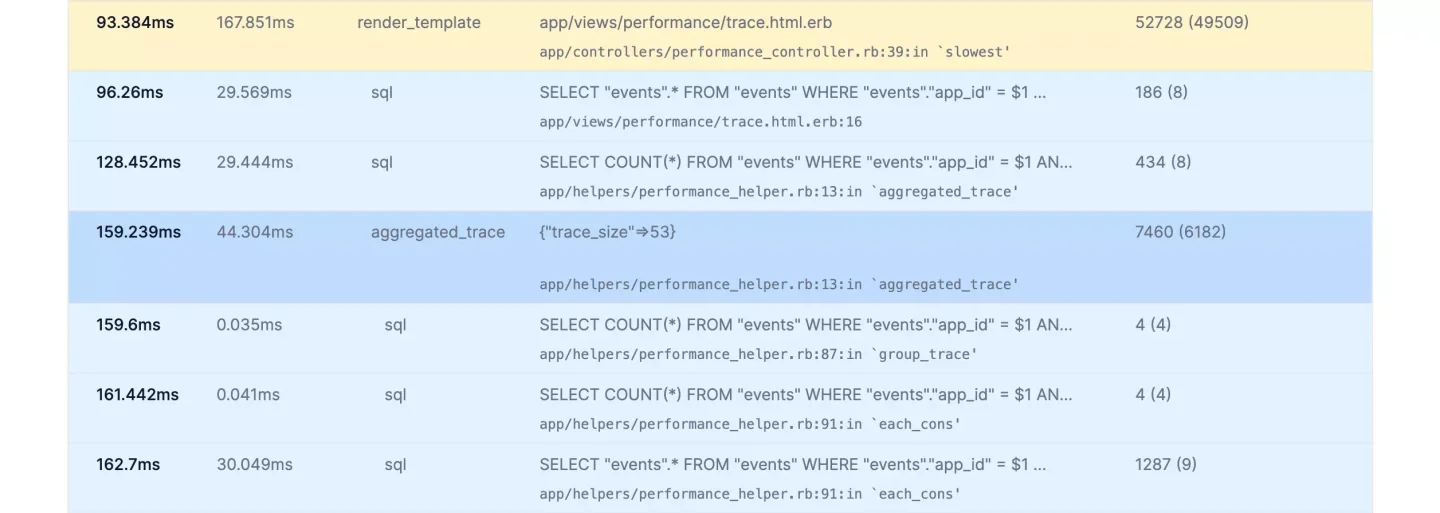 93.384ms 167.851ms render_template app/views/performance/trace.html.erb 52728 (49509)
app/controllers/performance_controller.rb:39:in `slowest'
96.26ms 29.569ms sql SELECT "events".* FROM "events" WHERE "events"."app_id" = $1 ... 186 (8)
app/views/performance/trace.html.erb:16
128.452ms 29.444ms sql SELECT COUNT(*) FROM "events" WHERE "events"."app_id" = $1 AN... 434 (8)
app/helpers/performance_helper.rb:13:in `aggregated_trace'
159.239ms 44.304ms aggregated_trace {"trace_size"=>53} 7460 (6182)
app/helpers/performance_helper.rb:13:in `aggregated_trace'
159.6ms 0.035ms sql SELECT COUNT(*) FROM "events" WHERE "events"."app_id" = $1 AN... 4 (4)
app/helpers/performance_helper.rb:87:in `group_trace'
161.442ms 0.041ms sql SELECT COUNT(*) FROM "events" WHERE "events"."app_id" = $1 AN... 4 (4)
app/helpers/performance_helper.rb:91:in `each_cons'
162.7ms 30.049ms sql SELECT "events".* FROM "events" WHERE "events"."app_id" = $1 ... 1287 (9)
app/helpers/performance_helper.rb:91:in `each_cons'